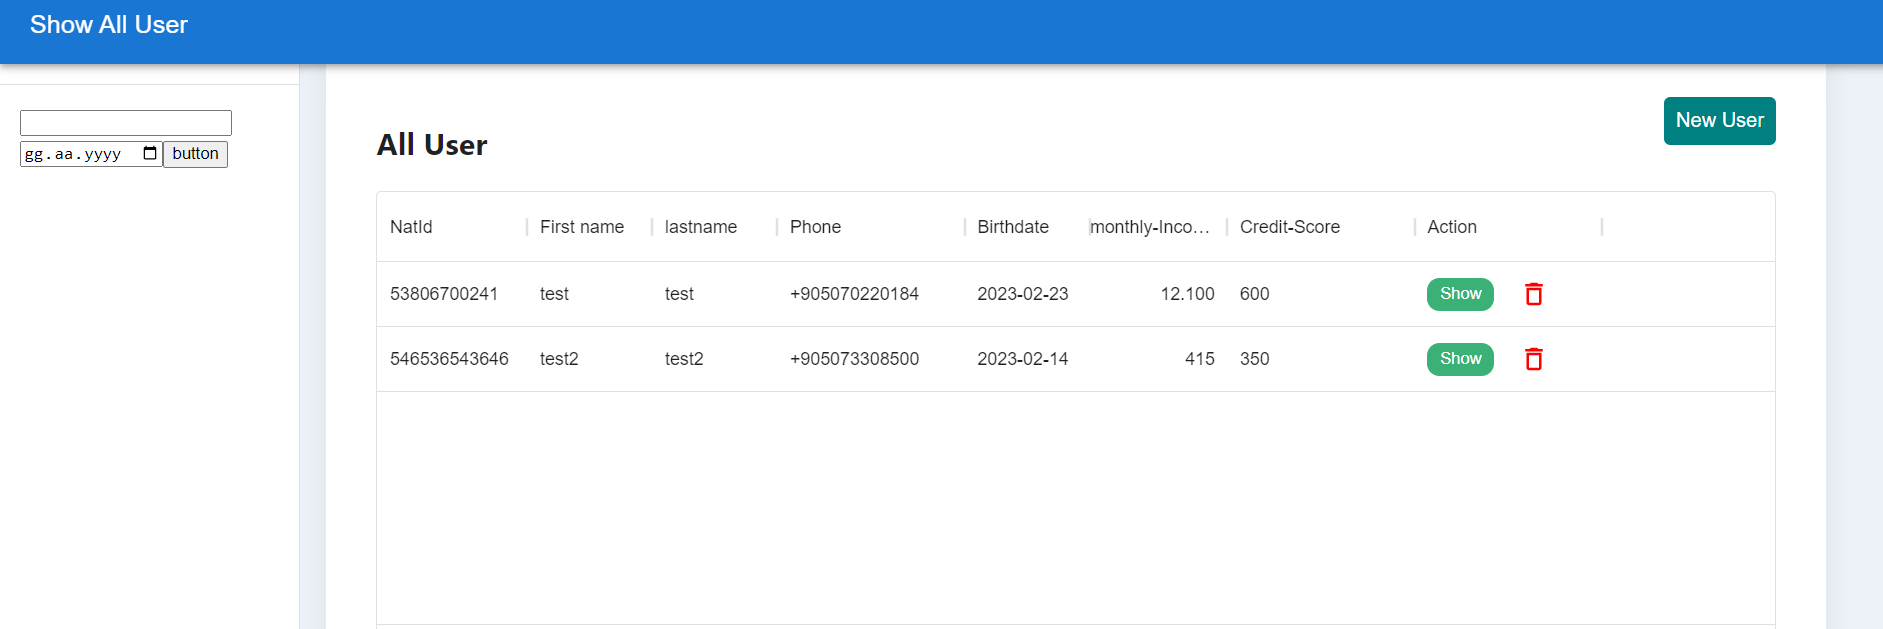 Show All User
gg.aa.yyyy button
New User
All User
NatId First name lastname Phone Birthdate monthly-Inco... Credit-Score Action
53806700241 test test +905070220184 2023-02-23 12.100 600 Show
546536543646 test2 test2 +905073308500 2023-02-14 415 350 Show